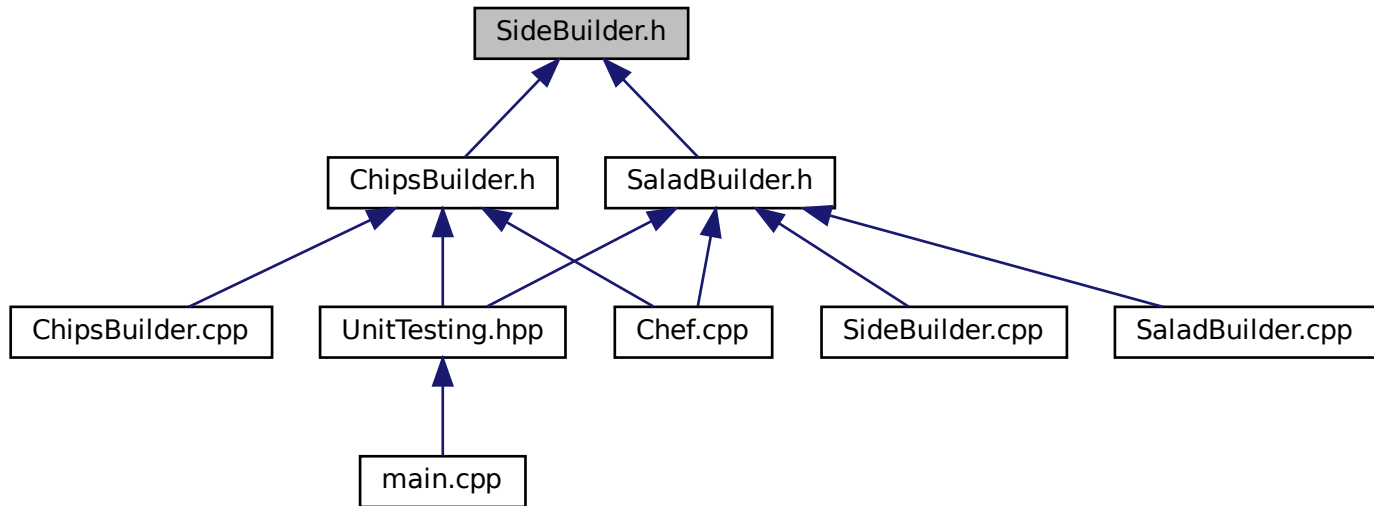 SideBuilder.h
ChipsBuilder.h
SaladBuilder.h
ChipsBuilder.cpp
UnitTesting.hpp
Chef.cpp
SideBuilder.cpp
SaladBuilder.cpp
main.cpp